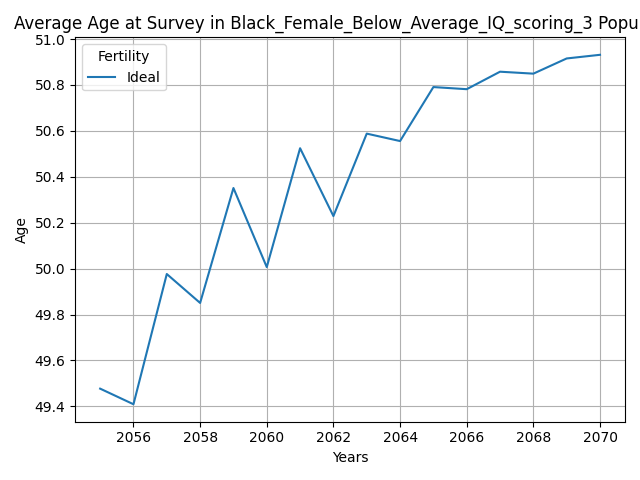 Average Age at Survey in Black_Female_Below_Average_IQ_scoring_3 Popu
51.0
50.8
50.6
50.4
50.2
50.0
49.8
49.6
49.4
Age
Fertility
Ideal
2056 2058 2060 2062 2064 2066 2068 2070
Years